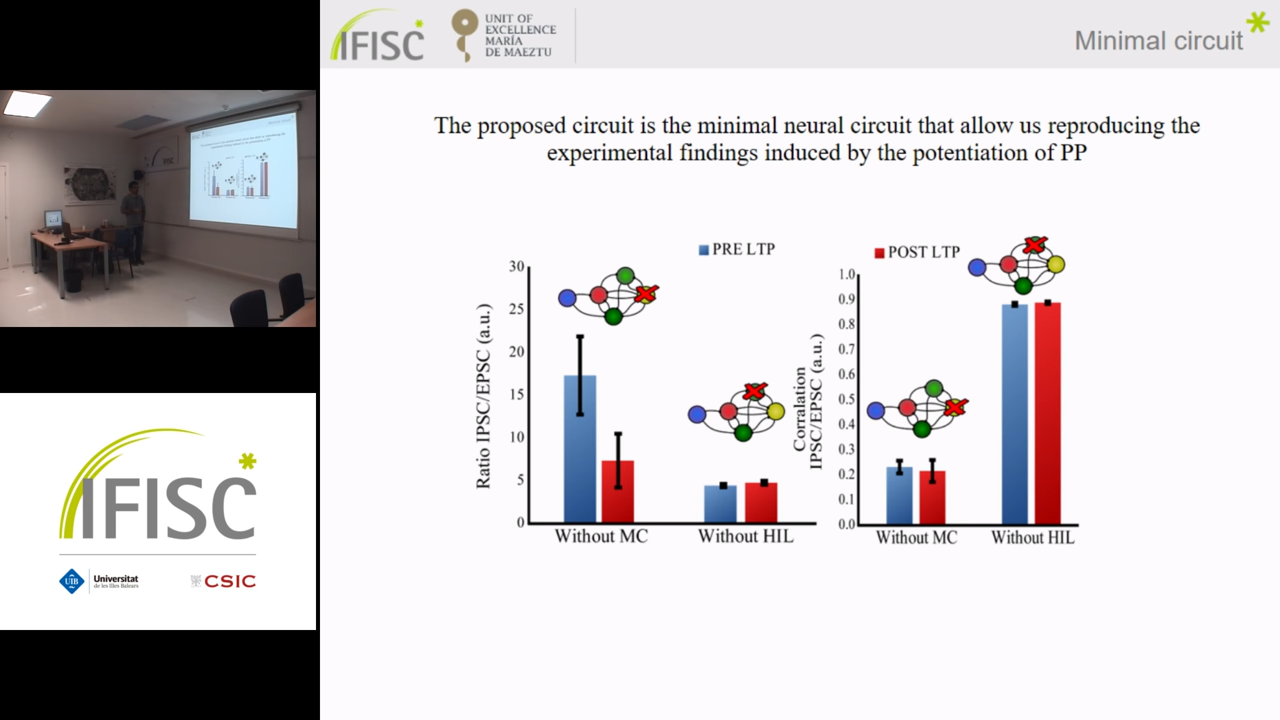 IFISC
UNIT OF
EXCELLENCE
MARÍA
DE MAEZTU
Minimal circuit
The proposed circuit is the minimal neural circuit that allow us reproducing the
experimental findings induced by the potentiation of PP
PRE LTP
POST LTP
Ratio IPSC/EPSC (a.u.)
30
25
20
15
10
5
0
Without MC
Without HIL
Corralation
IPSC/EPSC (a.u.)
1.0
0.9
0.8
0.7
0.6
0.5
0.4
0.3
0.2
0.1
0.0
Without MC
Without HIL
IFISC
UIB
Universitat
de les Illes Balears
CSIC